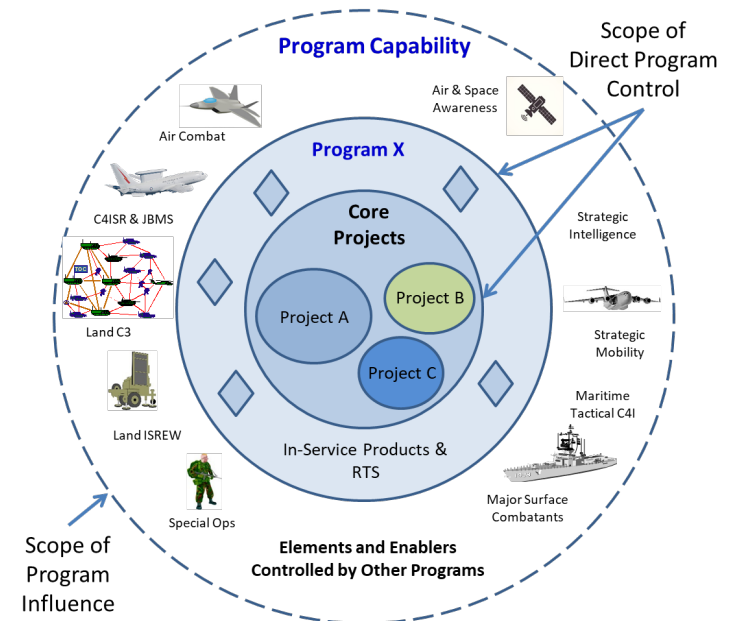 Program Capability
Scope of
Direct Program
Control
Air & Space
Awareness
Air Combat
Program X
C4ISR & JBMS
Core
Projects
Strategic
Intelligence
TOC
Project A
Project B
Land C3
Strategic
Mobility
Project C
Maritime
Tactical C4I
Land ISREW
In-Service Products &
RTS
Major Surface
Combatants
Special Ops
Scope of
Program
Influence
Elements and Enablers
Controlled by Other Programs